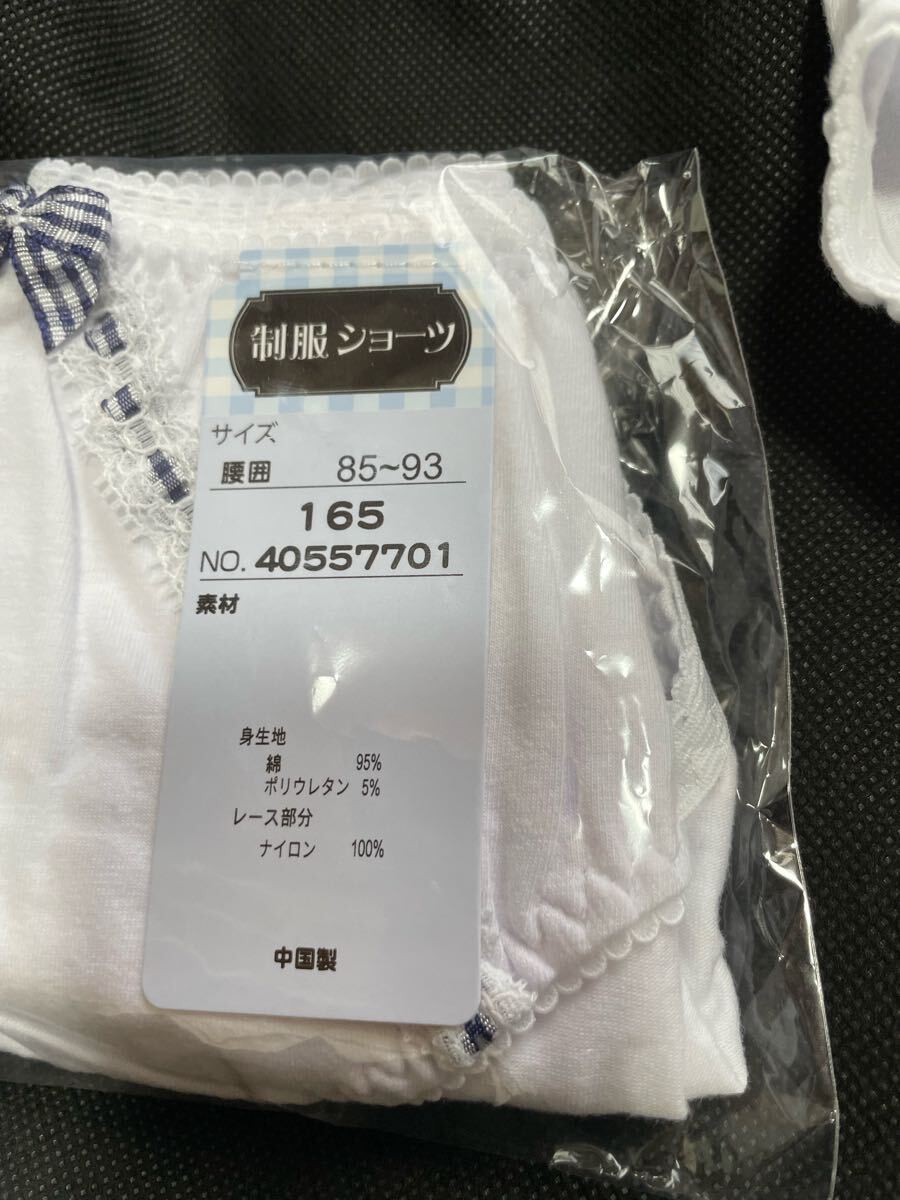 制服ショーツ
サイズ
腰囲 85~93
165
NO. 40557701
素材
身生地
綿 95%
ポリウレタン 5%
レース部分
ナイロン 100%
中国製